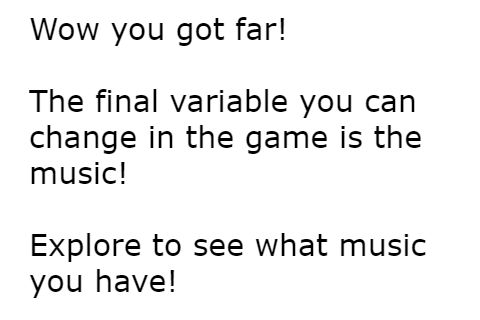 Wow you got far!
The final variable you can
change in the game is the
music!
Explore to see what music
you have!